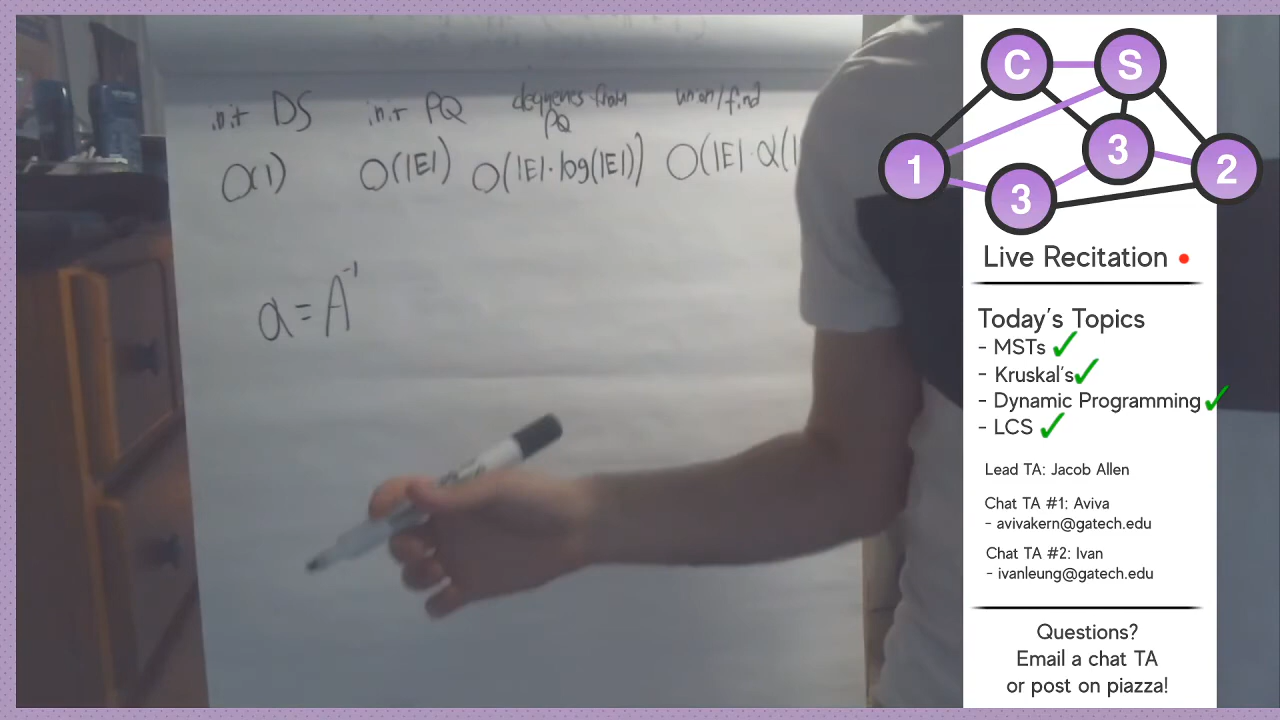 init DS init PQ dequeues from PQ union/find
O(1) O(|E|) O(|E|·log(|E|)) O(|E|·α(|
α = A⁻¹
C S
1 3 3 2
Live Recitation
Today's Topics
- MSTs ✓
- Kruskal's ✓
- Dynamic Programming ✓
- LCS ✓
Lead TA: Jacob Allen
Chat TA #1: Aviva
- avivakern@gatech.edu
Chat TA #2: Ivan
- ivanleung@gatech.edu
Questions?
Email a chat TA
or post on piazza!